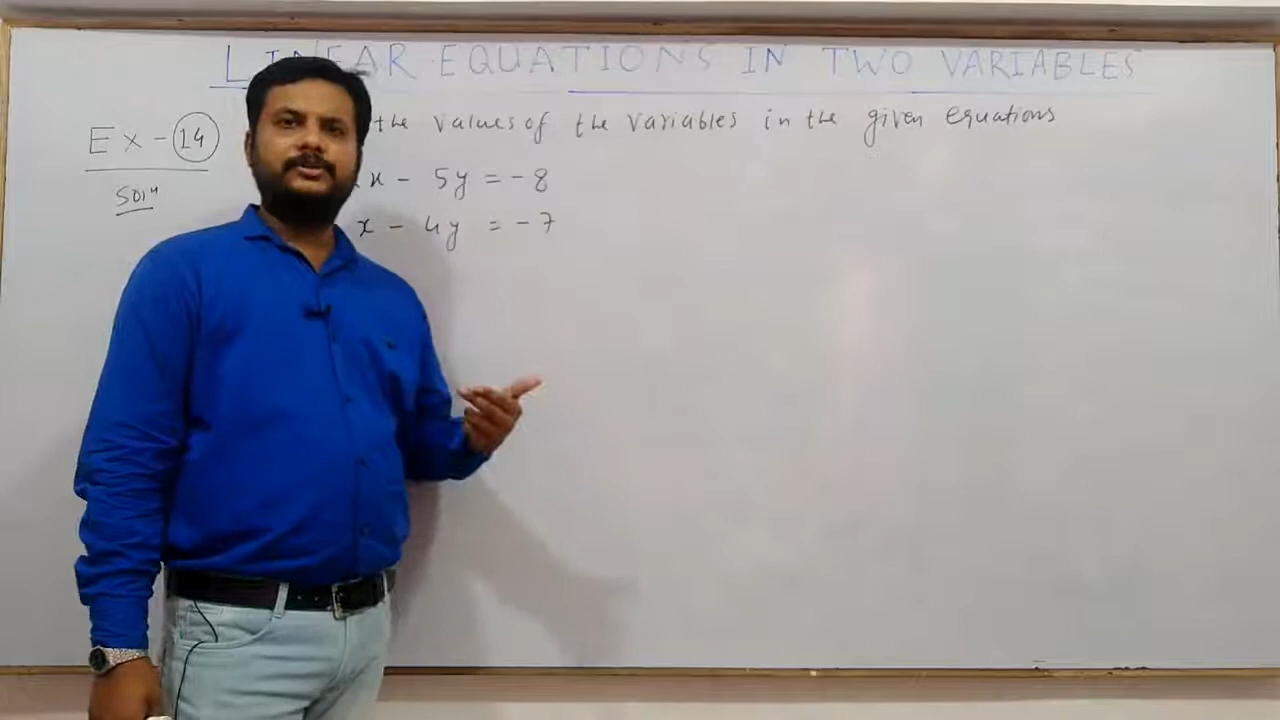 LINEAR EQUATIONS IN TWO VARIABLES
Ex-14 the values of the variables in the given equations
Solⁿ x - 5y = -8
x - 4y = -7